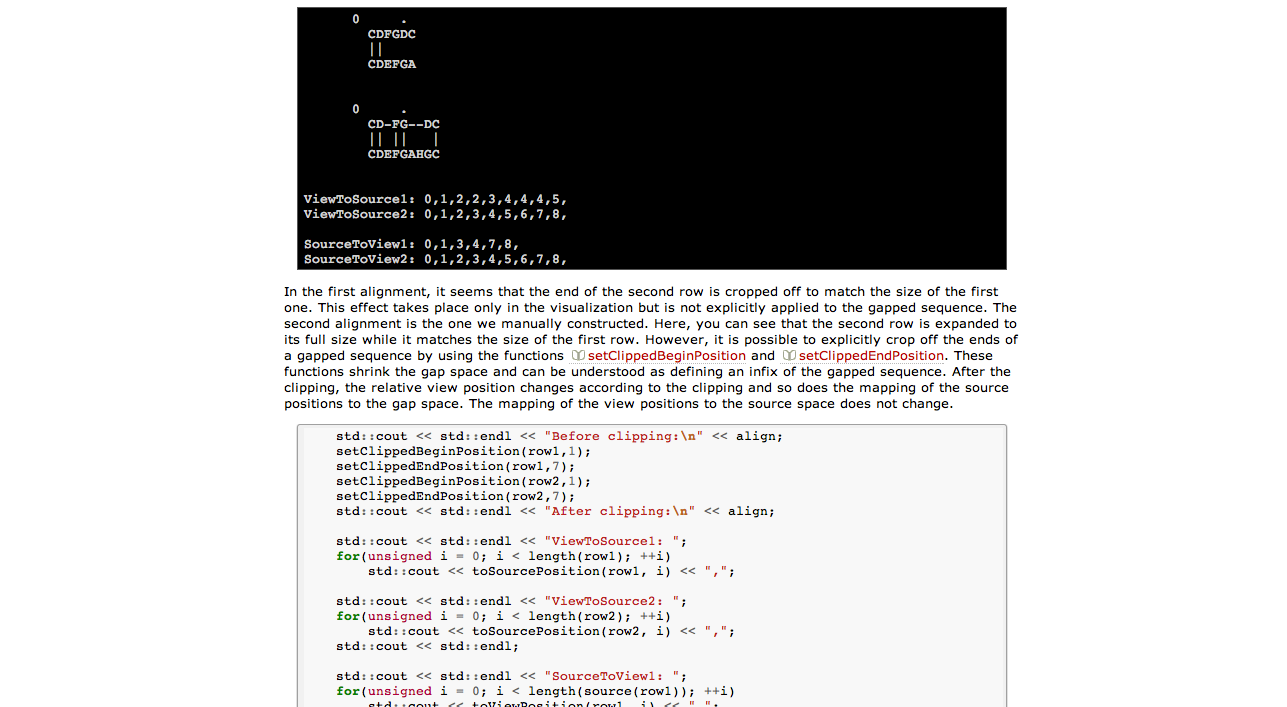 0     .
CDFGDC
||
CDEFGA
0     .
CD-FG--DC
|| ||   |
CDEFGAHGC
ViewToSource1: 0,1,2,2,3,4,4,4,5,
ViewToSource2: 0,1,2,3,4,5,6,7,8,
SourceToView1: 0,1,3,4,7,8,
SourceToView2: 0,1,2,3,4,5,6,7,8,
In the first alignment, it seems that the end of the second row is cropped off to match the size of the first
one. This effect takes place only in the visualization but is not explicitly applied to the gapped sequence. The
second alignment is the one we manually constructed. Here, you can see that the second row is expanded to
its full size while it matches the size of the first row. However, it is possible to explicitly crop off the ends of
a gapped sequence by using the functions setClippedBeginPosition and setClippedEndPosition. These
functions shrink the gap space and can be understood as defining an infix of the gapped sequence. After the
clipping, the relative view position changes according to the clipping and so does the mapping of the source
positions to the gap space. The mapping of the view positions to the source space does not change.
std::cout << std::endl << "Before clipping:\n" << align;
setClippedBeginPosition(row1,1);
setClippedEndPosition(row1,7);
setClippedBeginPosition(row2,1);
setClippedEndPosition(row2,7);
std::cout << std::endl << "After clipping:\n" << align;
std::cout << std::endl << "ViewToSource1: ";
for(unsigned i = 0; i < length(row1); ++i)
std::cout << toSourcePosition(row1, i) << ",";
std::cout << std::endl << "ViewToSource2: ";
for(unsigned i = 0; i < length(row2); ++i)
std::cout << toSourcePosition(row2, i) << ",";
std::cout << std::endl;
std::cout << std::endl << "SourceToView1: ";
for(unsigned i = 0; i < length(source(row1)); ++i)
std::cout << toViewPosition(row1, i) << ",";